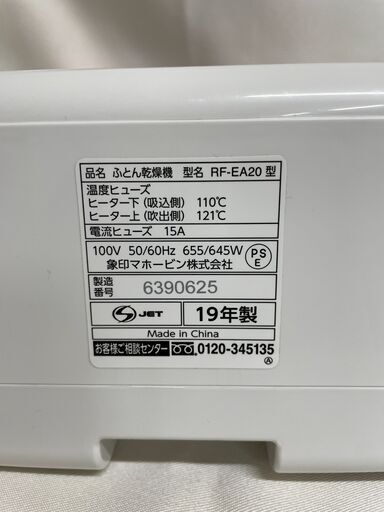 品名 ふとん乾燥機 型名 RF-EA20 型
温度ヒューズ
ヒーター下 (吸込側) 110℃
ヒーター上 (吹出側) 121℃
電流ヒューズ 15A
100V 50/60Hz 655/645W
象印マホービン株式会社
PS
E
製造
番号 6390625
S JET 19年製
Made in China
お客様ご相談センター 0120-345135
Ⓐ